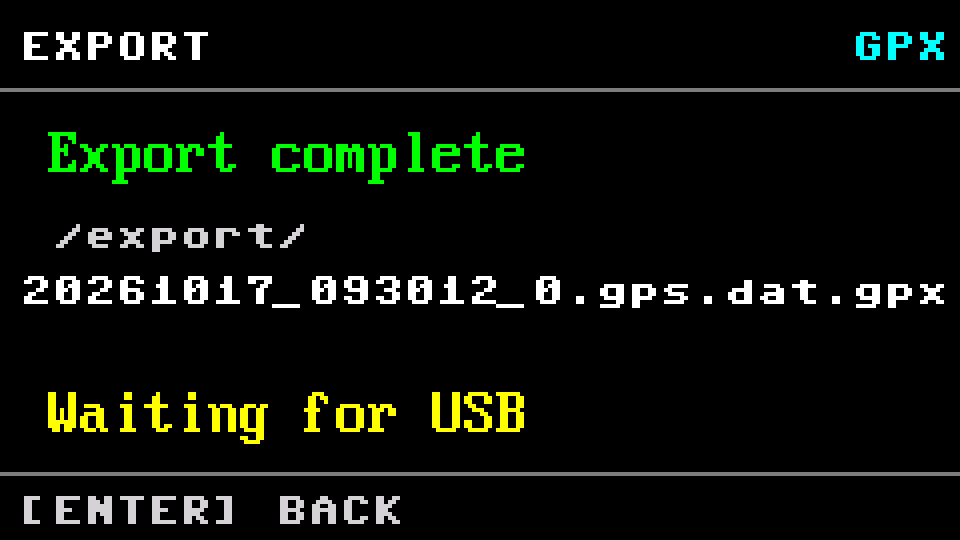 EXPORT GPX
Export complete
/export/
20261017_093012_0.gps.dat.gpx
Waiting for USB
[ENTER] BACK